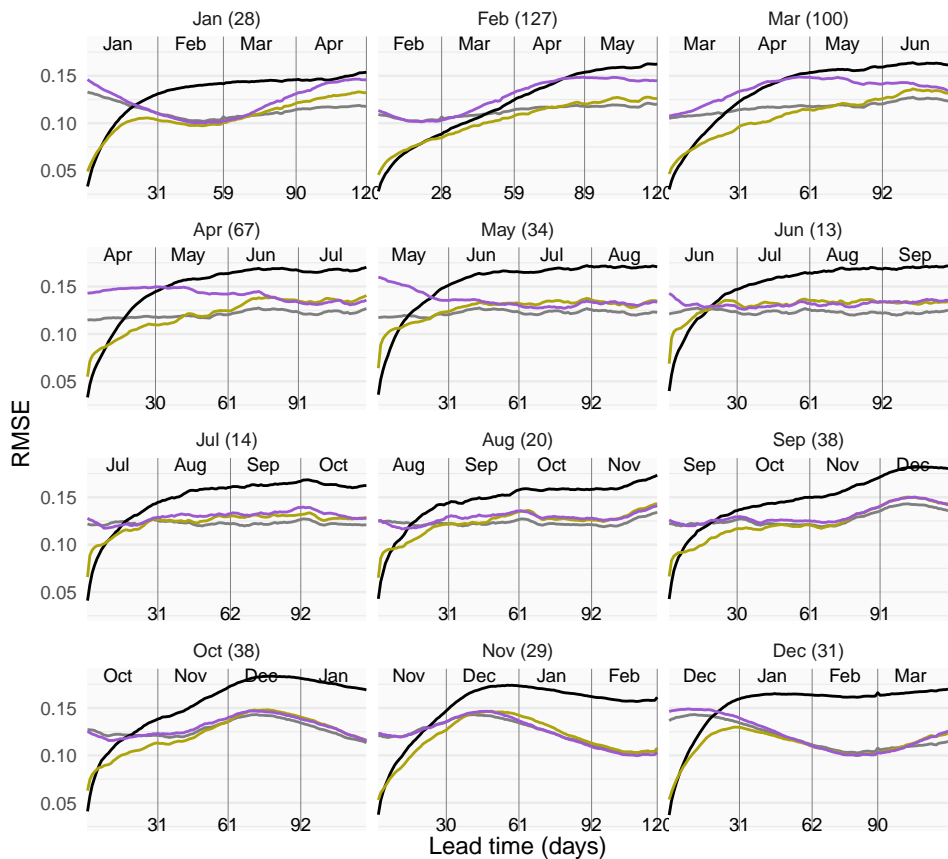 Jan (28) Feb (127) Mar (100)
Jan Feb Mar Apr Feb Mar Apr May Mar Apr May Jun
0.15
0.10
0.05
31 59 90 120 28 59 89 120 31 61 92
Apr (67) May (34) Jun (13)
Apr May Jun Jul May Jun Jul Aug Jun Jul Aug Sep
0.15
0.10
0.05
30 61 91 31 61 92 30 61 92
RMSE
Jul (14) Aug (20) Sep (38)
Jul Aug Sep Oct Aug Sep Oct Nov Sep Oct Nov Dec
0.15
0.10
0.05
31 62 92 31 61 92 30 61 91
Oct (38) Nov (29) Dec (31)
Oct Nov Dec Jan Nov Dec Jan Feb Dec Jan Feb Mar
0.15
0.10
0.05
31 61 92 30 61 92 120 31 62 90
Lead time (days)